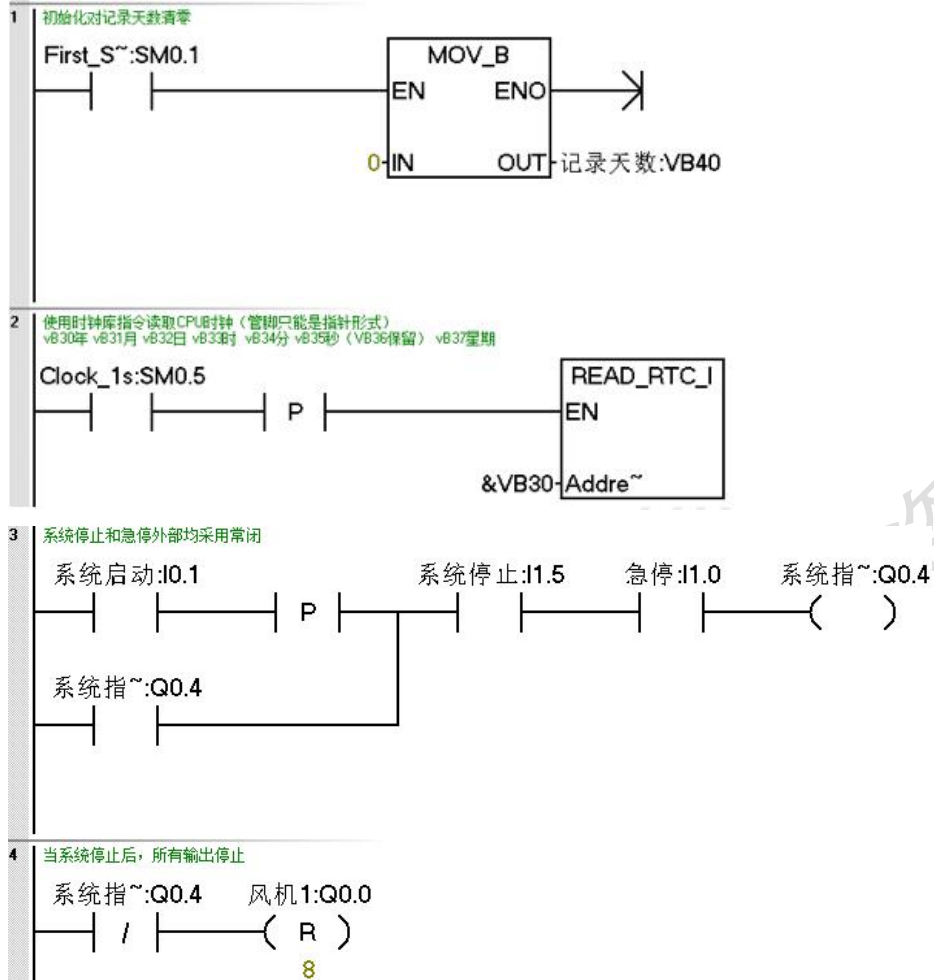 1 初始化对记录天数清零
First_S~:SM0.1
MOV_B
EN ENO
0 IN OUT 记录天数:VB40
2 使用时钟库指令读取CPU时钟（管脚只能是指针形式）
vB30年 vB31月 vB32日 vB33时 vB34分 vB35秒（VB36保留） vB37星期
Clock_1s:SM0.5 READ_RTC_I
P EN
&VB30 Addre~
3 系统停止和急停外部均采用常闭
系统启动:I0.1 系统停止:I1.5 急停:I1.0 系统指~:Q0.4
P
系统指~:Q0.4
4 当系统停止后，所有输出停止
系统指~:Q0.4 风机1:Q0.0
/ R
8